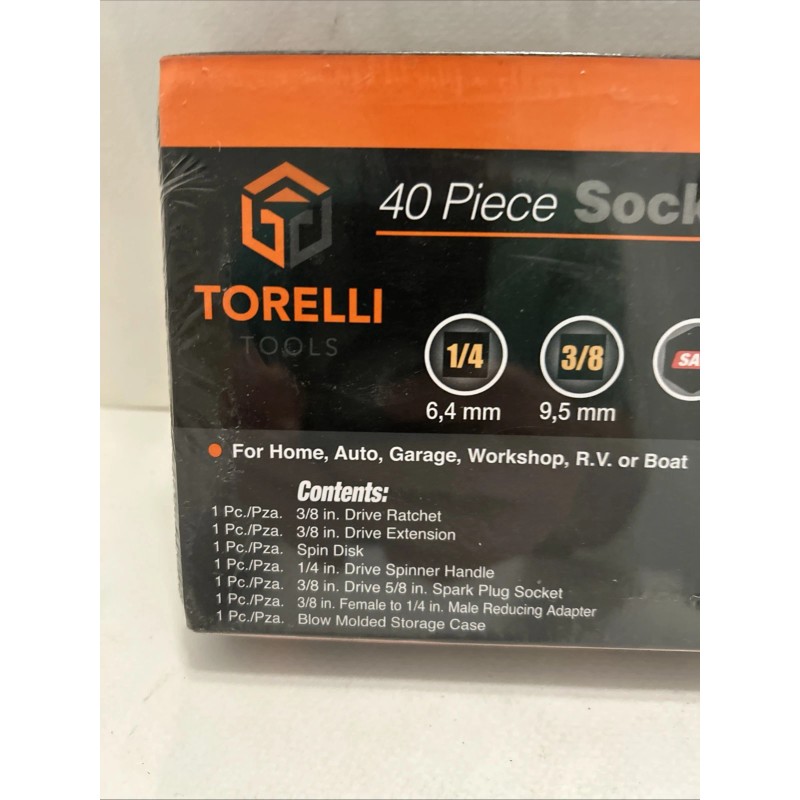 40 Piece Sock
TORELLI
TOOLS
1/4
3/8
SA
6,4 mm
9,5 mm
For Home, Auto, Garage, Workshop, R.V. or Boat
Contents:
1 Pc./Pza. 3/8 in. Drive Ratchet
1 Pc./Pza. 3/8 in. Drive Extension
1 Pc./Pza. Spin Disk
1 Pc./Pza. 1/4 in. Drive Spinner Handle
1 Pc./Pza. 3/8 in. Drive 5/8 in. Spark Plug Socket
1 Pc./Pza. 3/8 in. Female to 1/4 in. Male Reducing Adapter
1 Pc./Pza. Blow Molded Storage Case